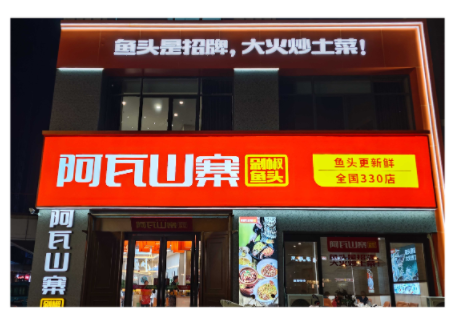 鱼头是招牌，大火炒土菜！
阿瓦山寨
鱼头
鱼头更新鲜
全国330店
阿瓦山寨
阿瓦山寨
阿瓦山寨